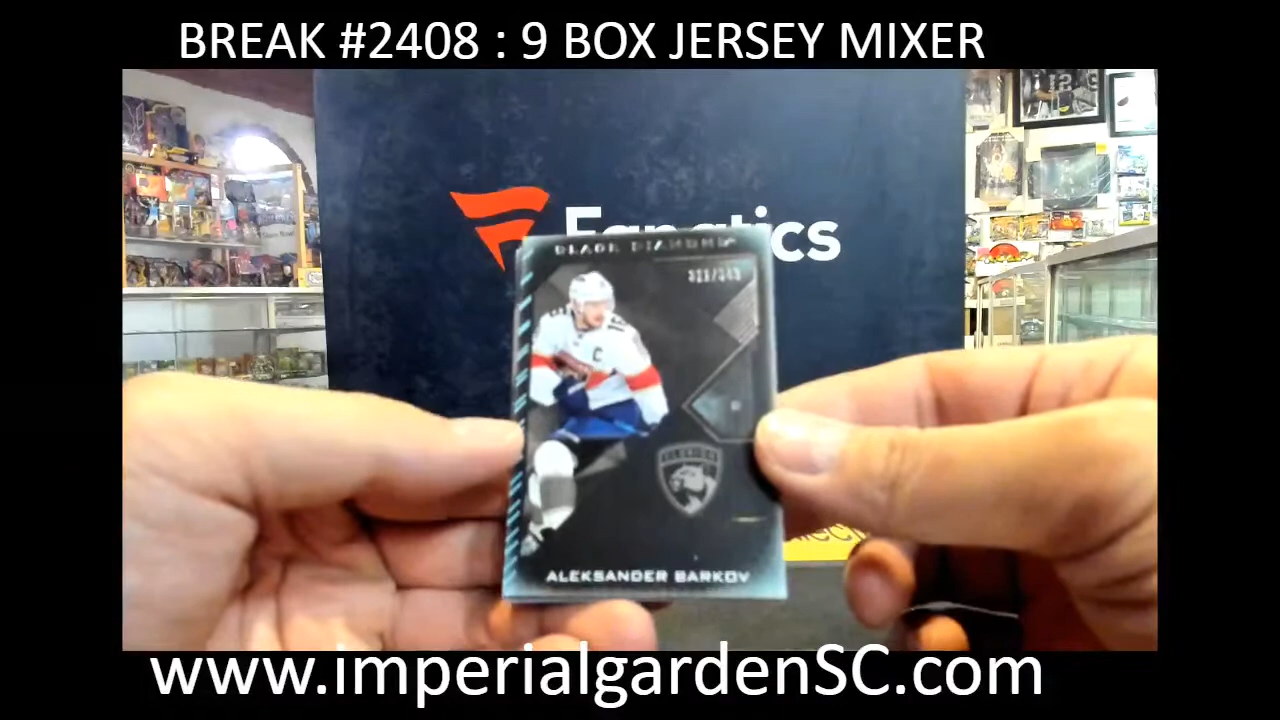 BREAK #2408 : 9 BOX JERSEY MIXER
Fanatics
BLACK DIAMOND
C
ALEKSANDER BARKOV
www.imperialgardenSC.com